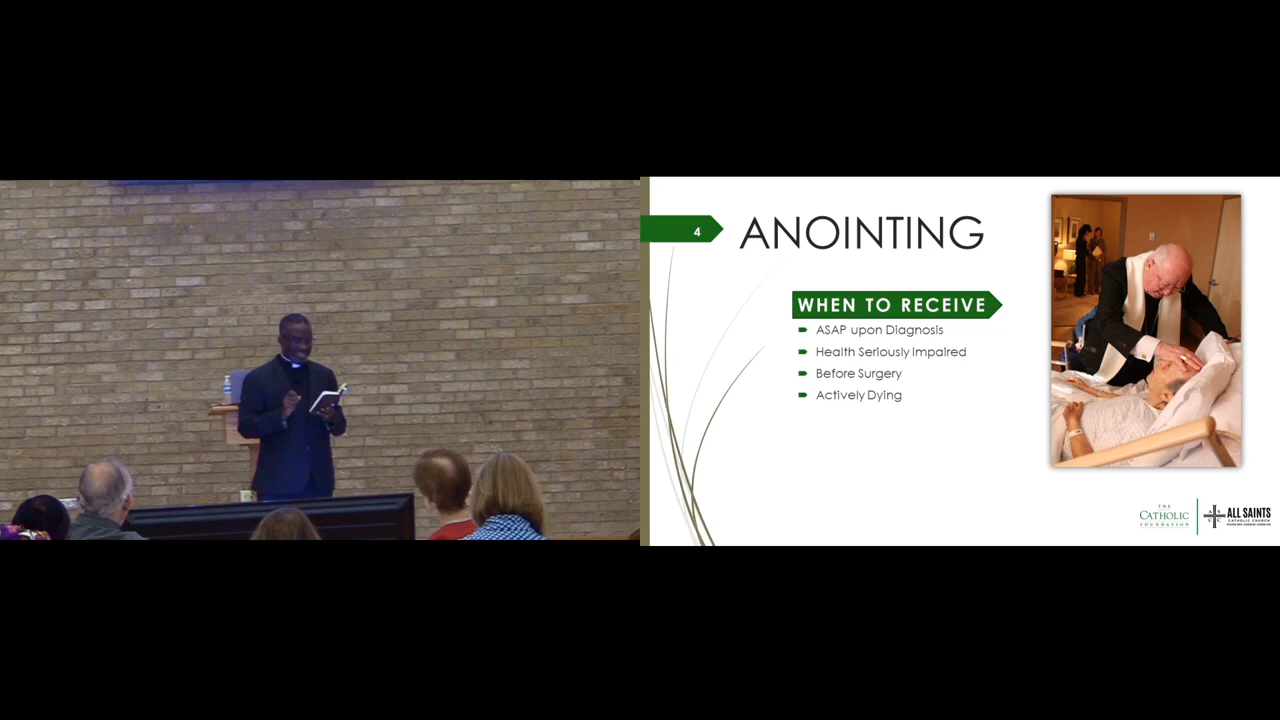 4
ANOINTING
WHEN TO RECEIVE
ASAP upon Diagnosis
Health Seriously Impaired
Before Surgery
Actively Dying
THE
CATHOLIC
FOUNDATION
ALL SAINTS
CATHOLIC CHURCH